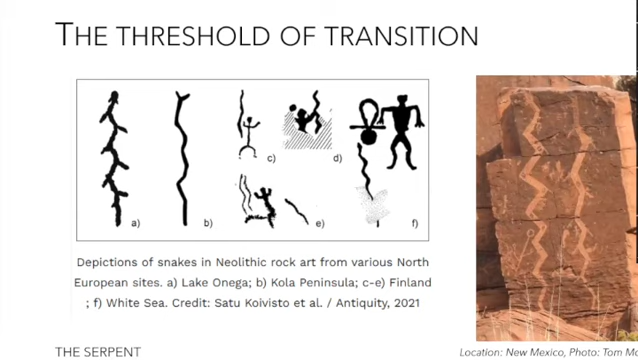 THE THRESHOLD OF TRANSITION
a)
b)
c)
d)
e)
f)
Depictions of snakes in Neolithic rock art from various North
European sites. a) Lake Onega; b) Kola Peninsula; c-e) Finland
; f) White Sea. Credit: Satu Koivisto et al. / Antiquity, 2021
THE SERPENT
Location: New Mexico, Photo: Tom